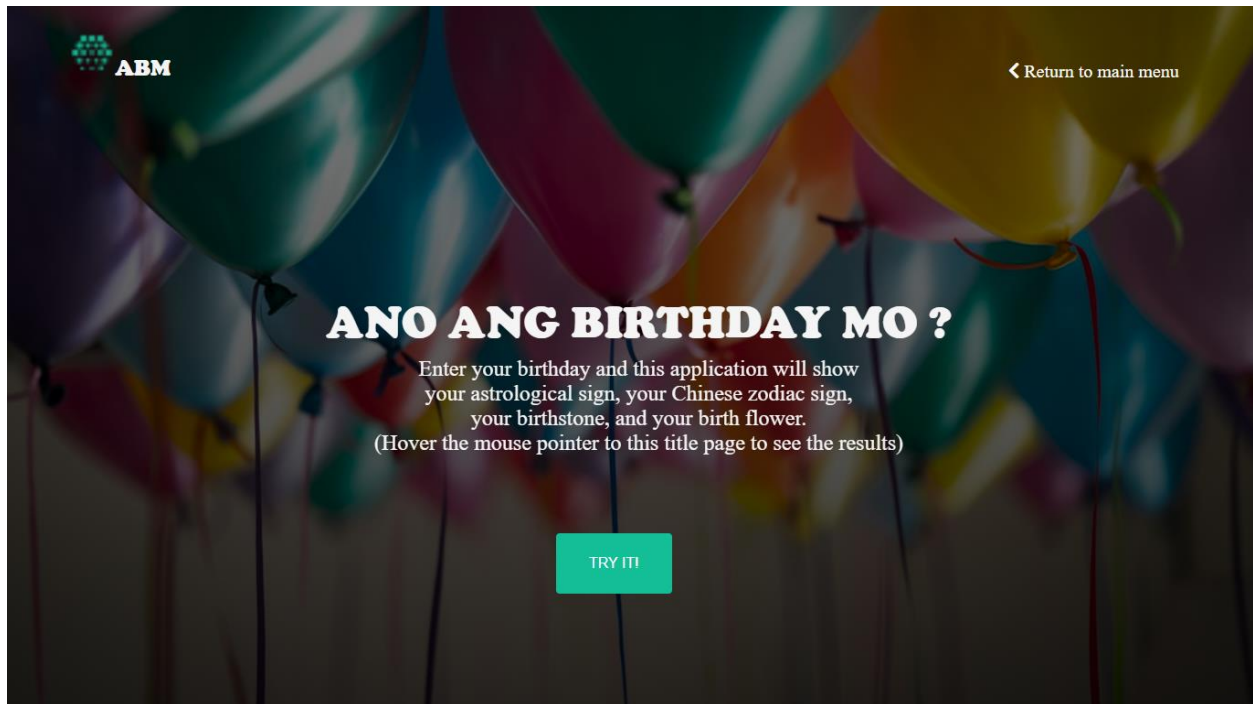 ABM
Return to main menu
ANO ANG BIRTHDAY MO ?
Enter your birthday and this application will show
your astrological sign, your Chinese zodiac sign,
your birthstone, and your birth flower.
(Hover the mouse pointer to this title page to see the results)
TRY IT!